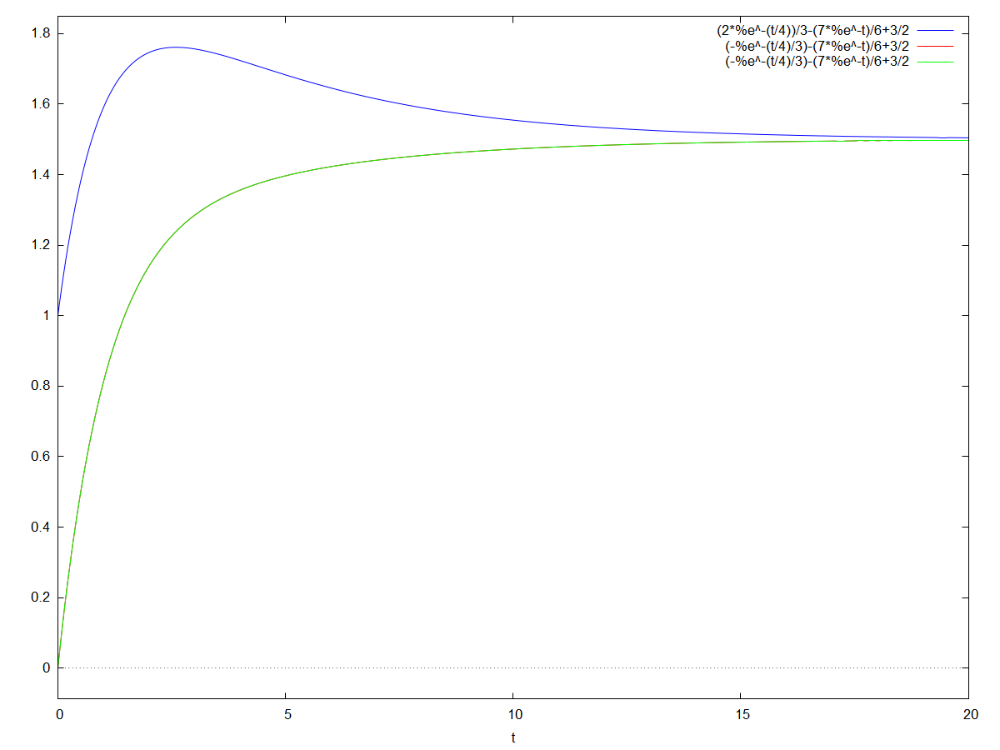 (2*%e^-(t/4))/3-(7*%e^-t)/6+3/2
(-%e^-(t/4)/3)-(7*%e^-t)/6+3/2
(-%e^-(t/4)/3)-(7*%e^-t)/6+3/2
1.8
1.6
1.4
1.2
1
0.8
0.6
0.4
0.2
0
0 5 10 15 20
t